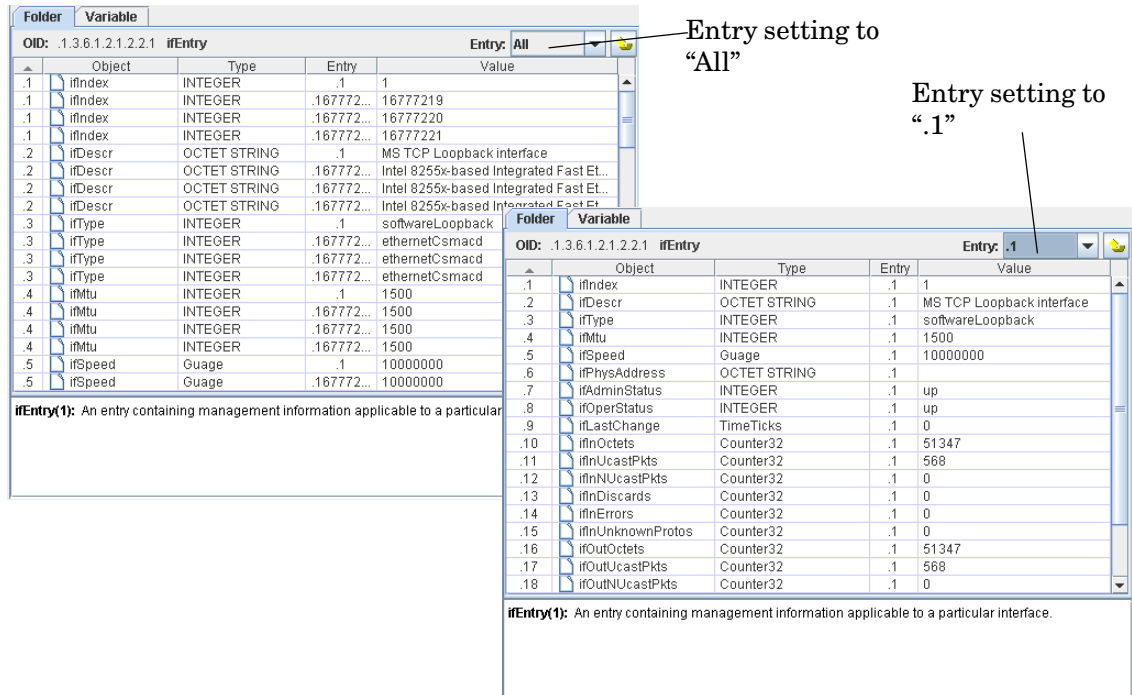 Folder Variable
OID: .1.3.6.1.2.1.2.2.1 ifEntry Entry: All
Object Type Entry Value
.1 ifIndex INTEGER .1 1
.1 ifIndex INTEGER .167772... 16777219
.1 ifIndex INTEGER .167772... 16777220
.1 ifIndex INTEGER .167772... 16777221
.2 ifDescr OCTET STRING .1 MS TCP Loopback interface
.2 ifDescr OCTET STRING .167772... Intel 8255x-based Integrated Fast Et...
.2 ifDescr OCTET STRING .167772... Intel 8255x-based Integrated Fast Et...
.2 ifDescr OCTET STRING .167772... Intel 8255x-based Integrated Fast Et...
.3 ifType INTEGER .1 softwareLoopback
.3 ifType INTEGER .167772... ethernetCsmacd
.3 ifType INTEGER .167772... ethernetCsmacd
.3 ifType INTEGER .167772... ethernetCsmacd
.4 ifMtu INTEGER .1 1500
.4 ifMtu INTEGER .167772... 1500
.4 ifMtu INTEGER .167772... 1500
.4 ifMtu INTEGER .167772... 1500
.5 ifSpeed Guage .1 10000000
.5 ifSpeed Guage .167772... 10000000
ifEntry(1): An entry containing management information applicable to a particular
Entry setting to
“All”
Entry setting to
“.1”
Folder Variable
OID: .1.3.6.1.2.1.2.2.1 ifEntry Entry: .1
Object Type Entry Value
.1 ifIndex INTEGER .1 1
.2 ifDescr OCTET STRING .1 MS TCP Loopback interface
.3 ifType INTEGER .1 softwareLoopback
.4 ifMtu INTEGER .1 1500
.5 ifSpeed Guage .1 10000000
.6 ifPhysAddress OCTET STRING .1
.7 ifAdminStatus INTEGER .1 up
.8 ifOperStatus INTEGER .1 up
.9 ifLastChange TimeTicks .1 0
.10 ifInOctets Counter32 .1 51347
.11 ifInUcastPkts Counter32 .1 568
.12 ifInNUcastPkts Counter32 .1 0
.13 ifInDiscards Counter32 .1 0
.14 ifInErrors Counter32 .1 0
.15 ifInUnknownProtos Counter32 .1 0
.16 ifOutOctets Counter32 .1 51347
.17 ifOutUcastPkts Counter32 .1 568
.18 ifOutNUcastPkts Counter32 .1 0
ifEntry(1): An entry containing management information applicable to a particular interface.